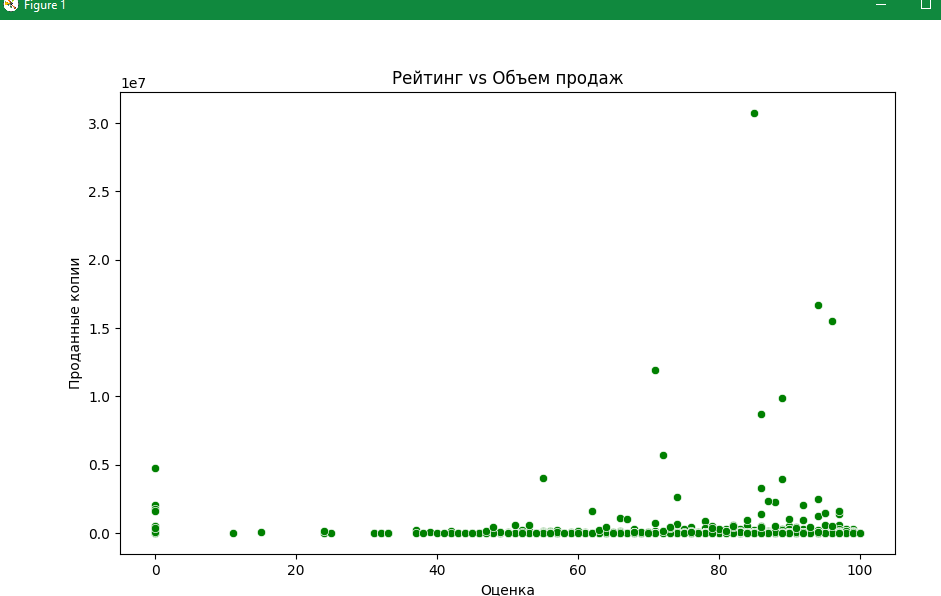 Figure 1
Рейтинг vs Объем продаж
1e7
3.0
2.5
2.0
1.5
1.0
0.5
0.0
Проданные копии
0 20 40 60 80 100
Оценка